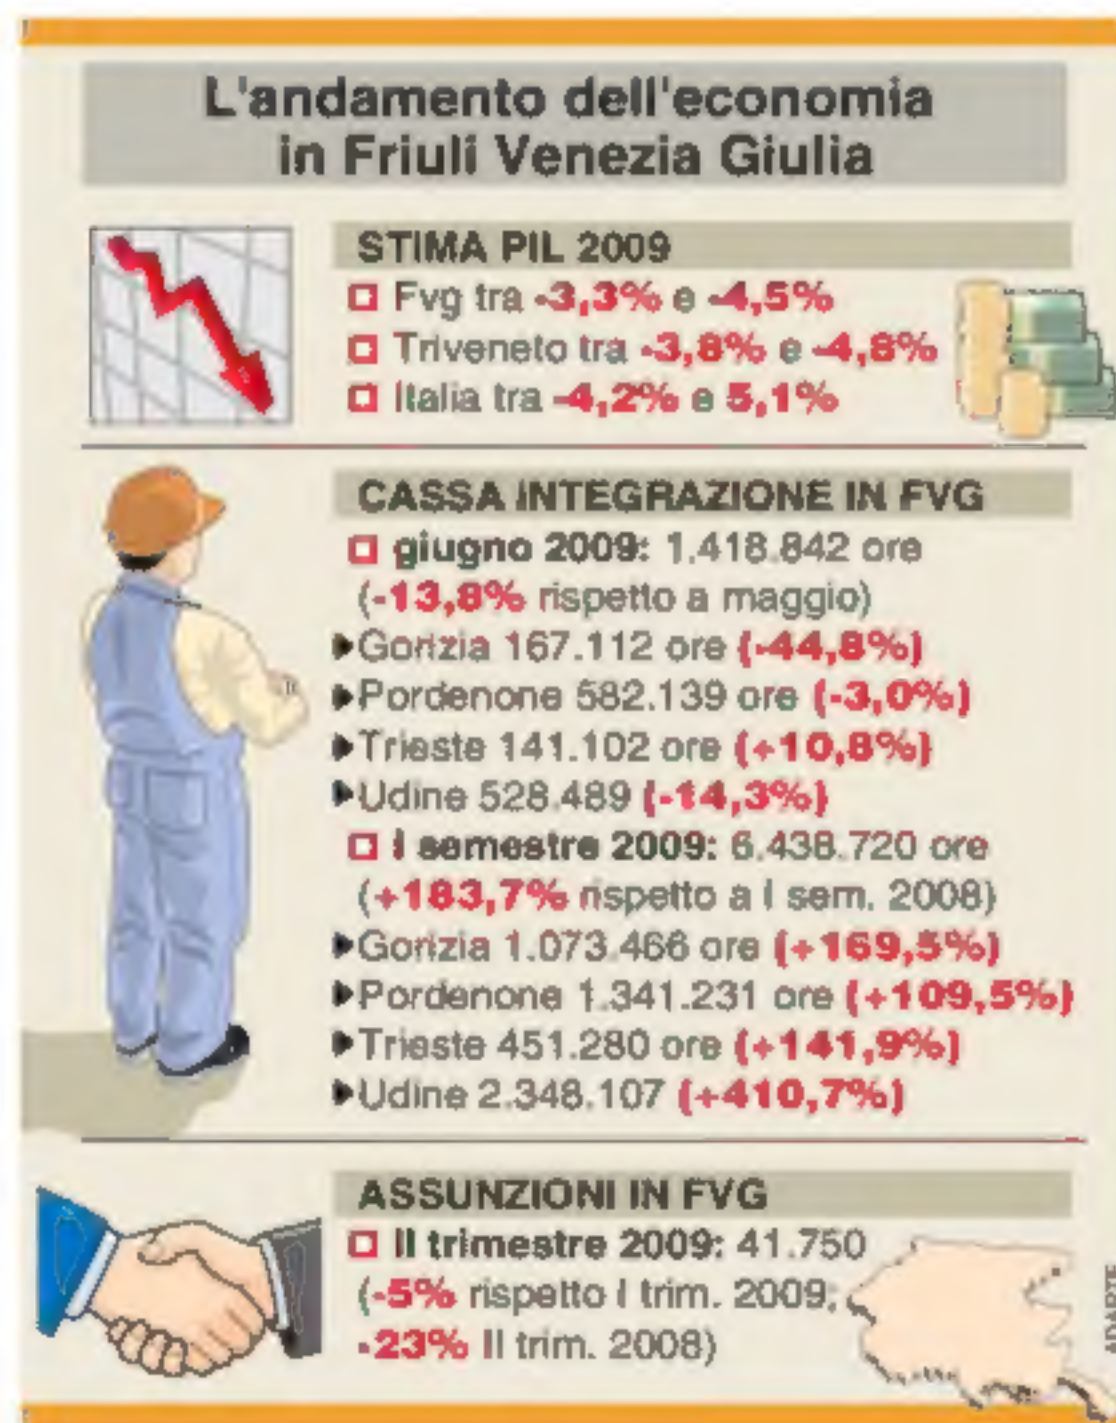 L'andamento dell'economia
in Friuli Venezia Giulia
STIMA PIL 2009
Fvg tra -3,3% e -4,5%
Triveneto tra -3,8% e -4,8%
Italia tra -4,2% e 5,1%
CASSA INTEGRAZIONE IN FVG
giugno 2009: 1.418.842 ore
(-13,8% rispetto a maggio)
Gorizia 167.112 ore (-44,8%)
Pordenone 582.139 ore (-3,0%)
Trieste 141.102 ore (+10,8%)
Udine 528.489 (-14,3%)
I semestre 2009: 6.438.720 ore
(+183,7% rispetto a I sem. 2008)
Gorizia 1.073.466 ore (+169,5%)
Pordenone 1.341.231 ore (+109,5%)
Trieste 451.280 ore (+141,9%)
Udine 2.348.107 (+410,7%)
ASSUNZIONI IN FVG
II trimestre 2009: 41.750
(-5% rispetto I trim. 2009;
-23% II trim. 2008)